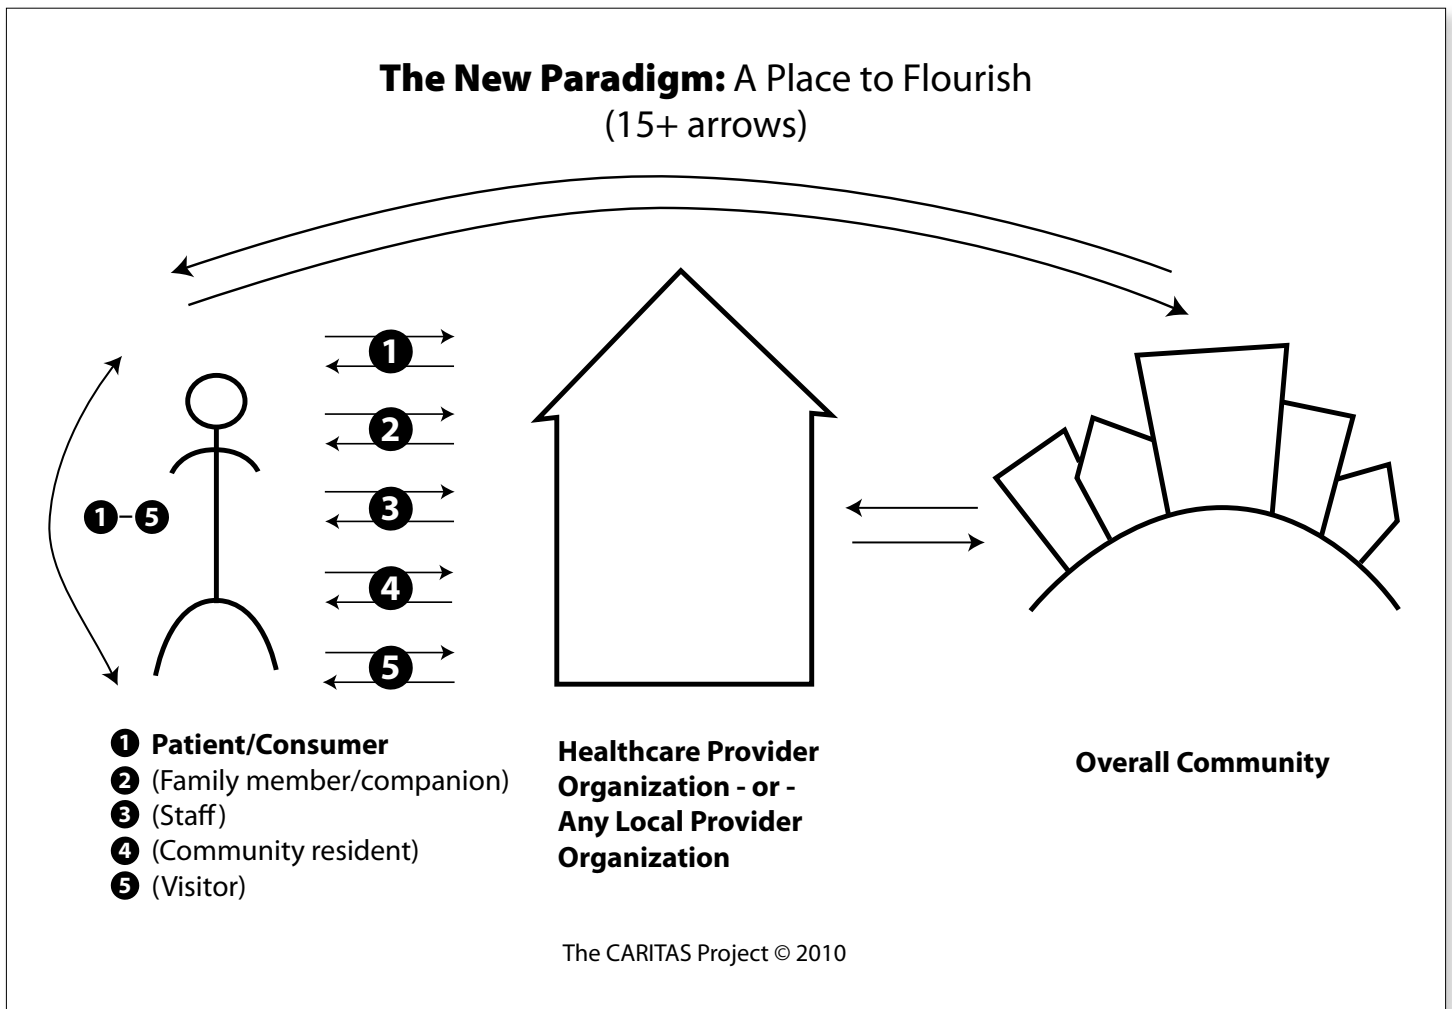 The New Paradigm: A Place to Flourish
(15+ arrows)
1
2
3
4
5
1-5
1 Patient/Consumer
2 (Family member/companion)
3 (Staff)
4 (Community resident)
5 (Visitor)
Healthcare Provider
Organization - or -
Any Local Provider
Organization
Overall Community
The CARITAS Project © 2010